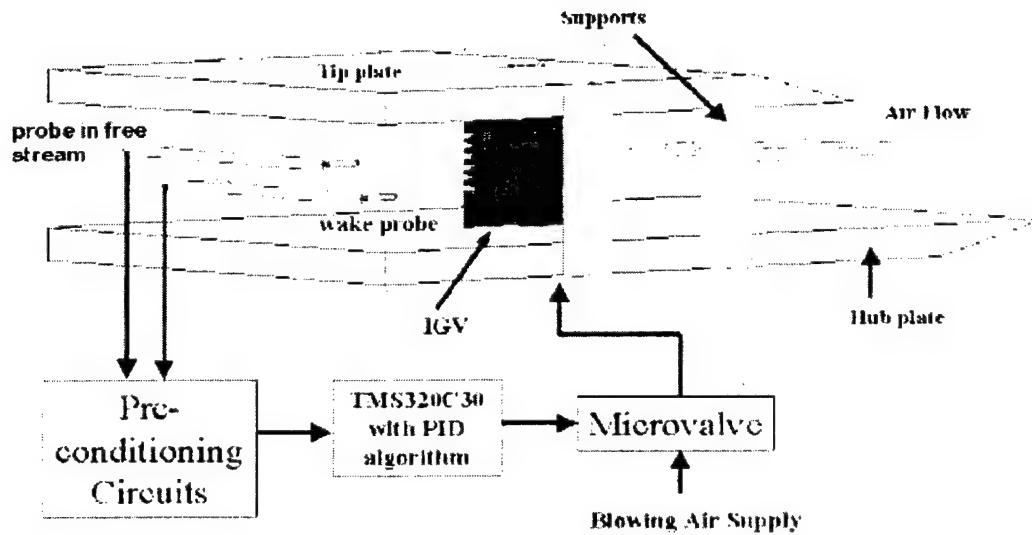 Supports
Tip plate
Air Flow
probe in free
stream
wake probe
IGV
Hub plate
Pre-
conditioning
Circuits
TMS320C30
with PID
algorithm
Microvalve
Blowing Air Supply